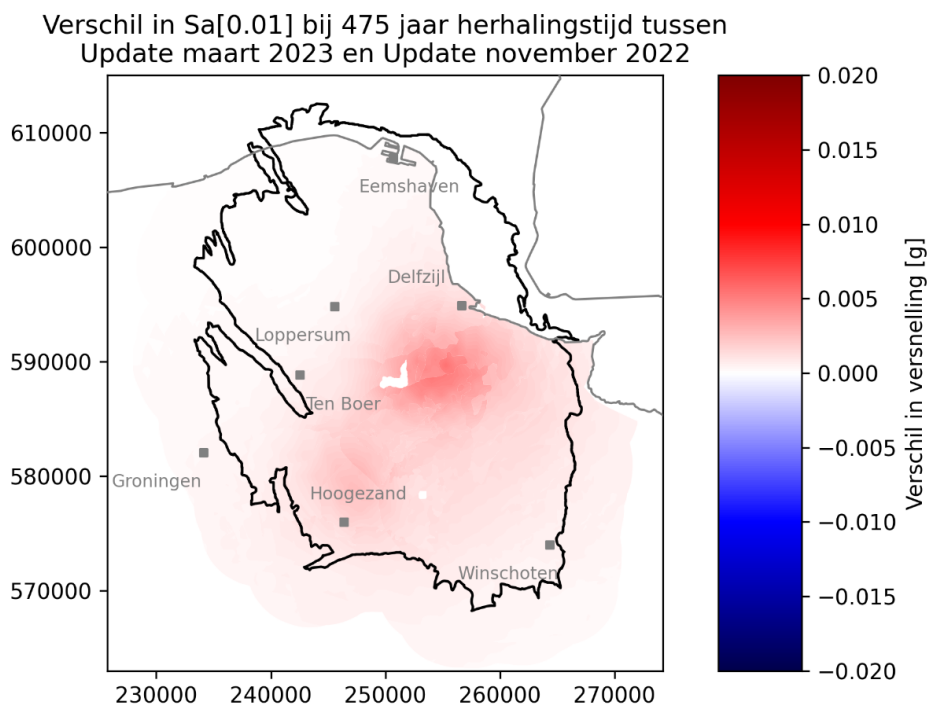 Verschil in Sa[0.01] bij 475 jaar herhalingstijd tussen
Update maart 2023 en Update november 2022
610000
600000
590000
580000
570000
230000
240000
250000
260000
270000
Eemshaven
Delfzijl
Loppersum
Ten Boer
Groningen
Hoogezand
Winschoten
0.020
0.015
0.010
0.005
0.000
−0.005
−0.010
−0.015
−0.020
Verschil in versnelling [g]